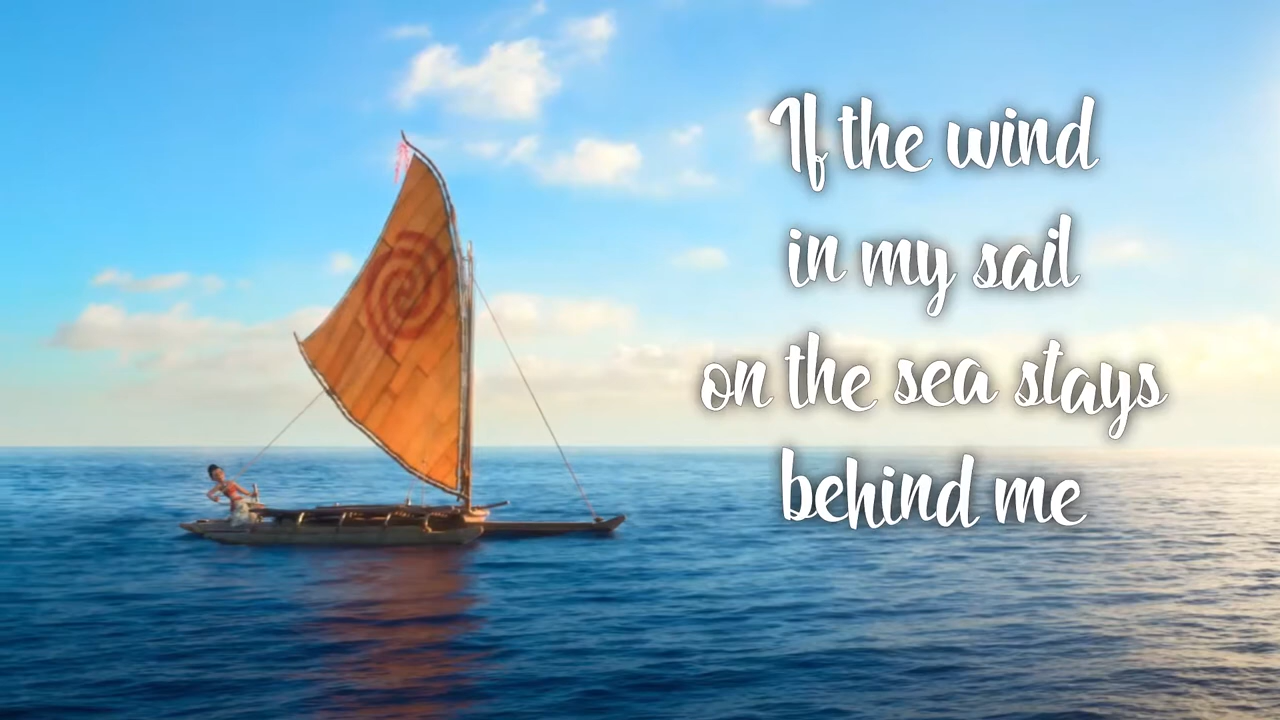 If the wind
in my sail
on the sea stays
behind me